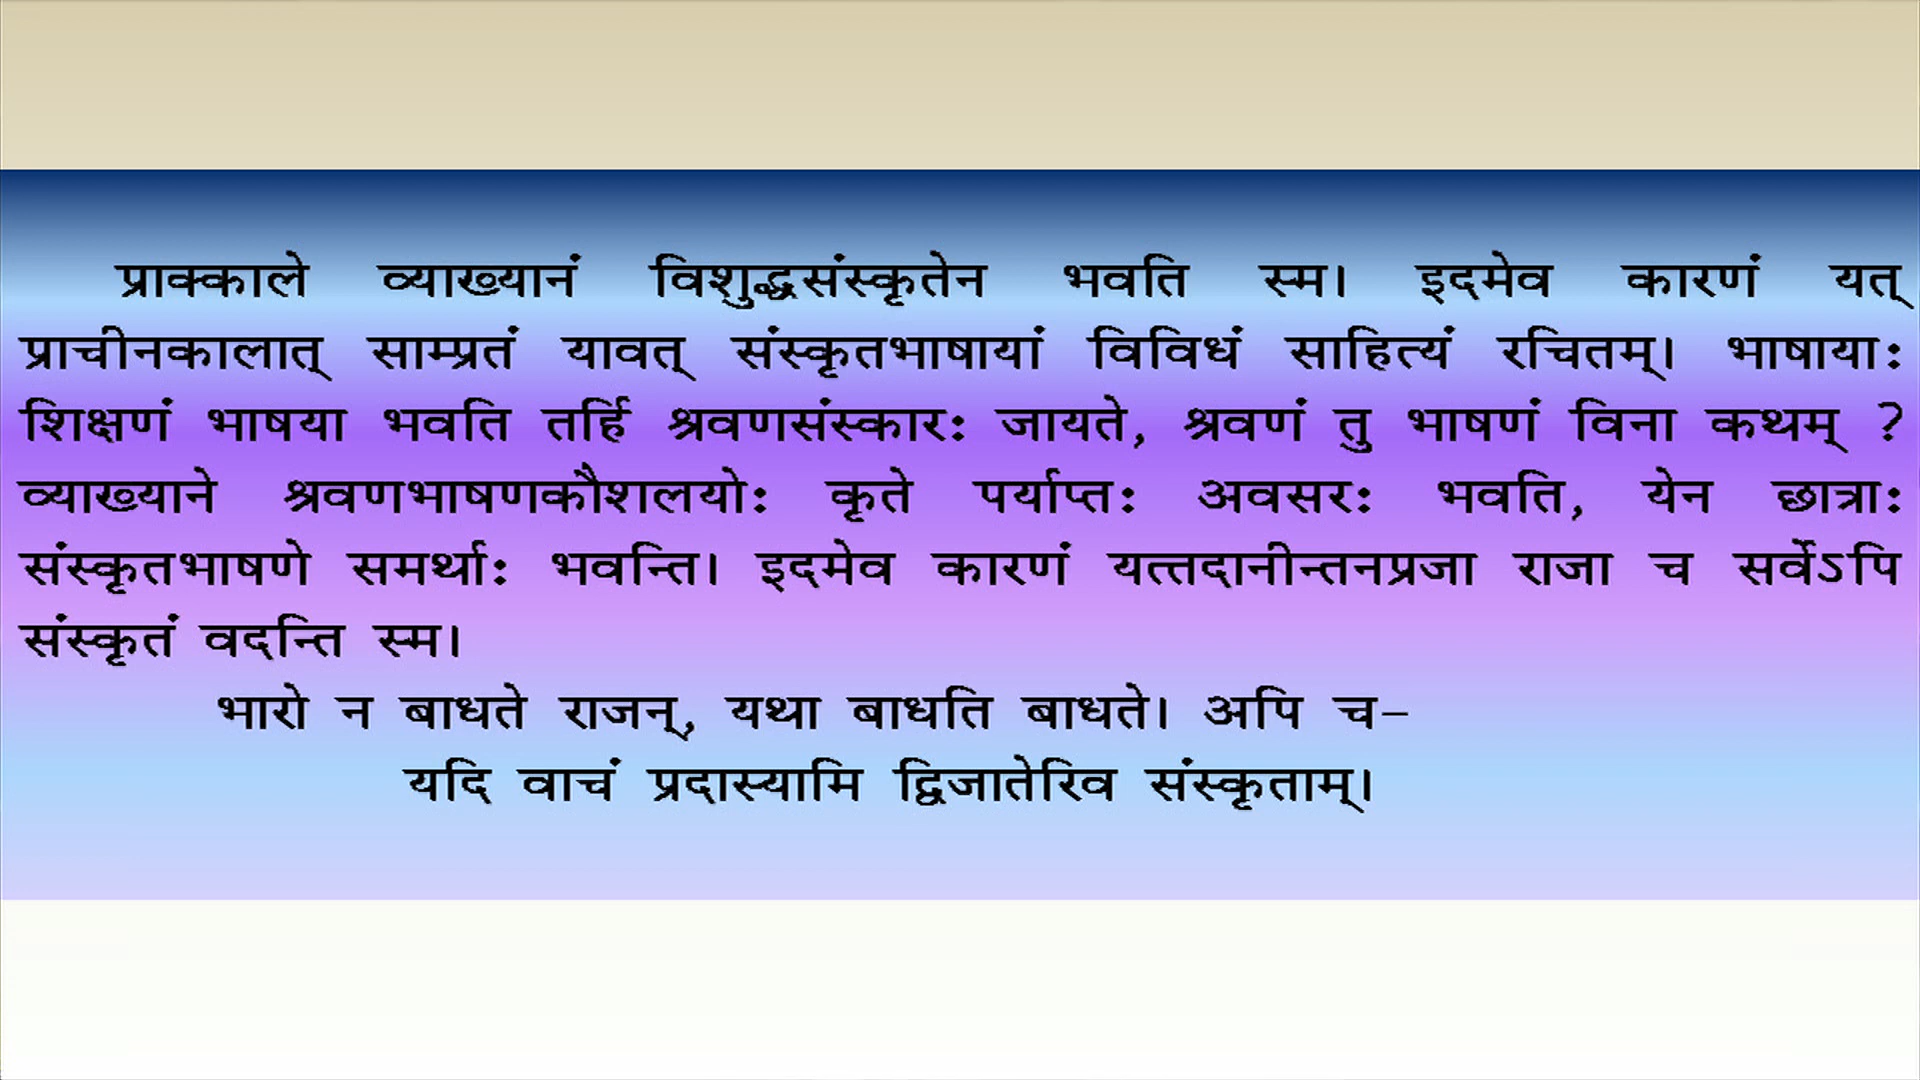 प्राक्काले व्याख्यानं विशुद्धसंस्कृतेन भवति स्म। इदमेव कारणं यत्
प्राचीनकालात् साम्प्रतं यावत् संस्कृतभाषायां विविधं साहित्यं रचितम्। भाषायाः
शिक्षणं भाषया भवति तर्हि श्रवणसंस्कारः जायते, श्रवणं तु भाषणं विना कथम् ?
व्याख्याने श्रवणभाषणकौशलयोः कृते पर्याप्तः अवसरः भवति, येन छात्राः
संस्कृतभाषणे समर्थाः भवन्ति। इदमेव कारणं यत्तदानीन्तनप्रजा राजा च सर्वेऽपि
संस्कृतं वदन्ति स्म।
भारो न बाधते राजन्, यथा बाधति बाधते। अपि च-
यदि वाचं प्रदास्यामि द्विजातेरिव संस्कृताम्।